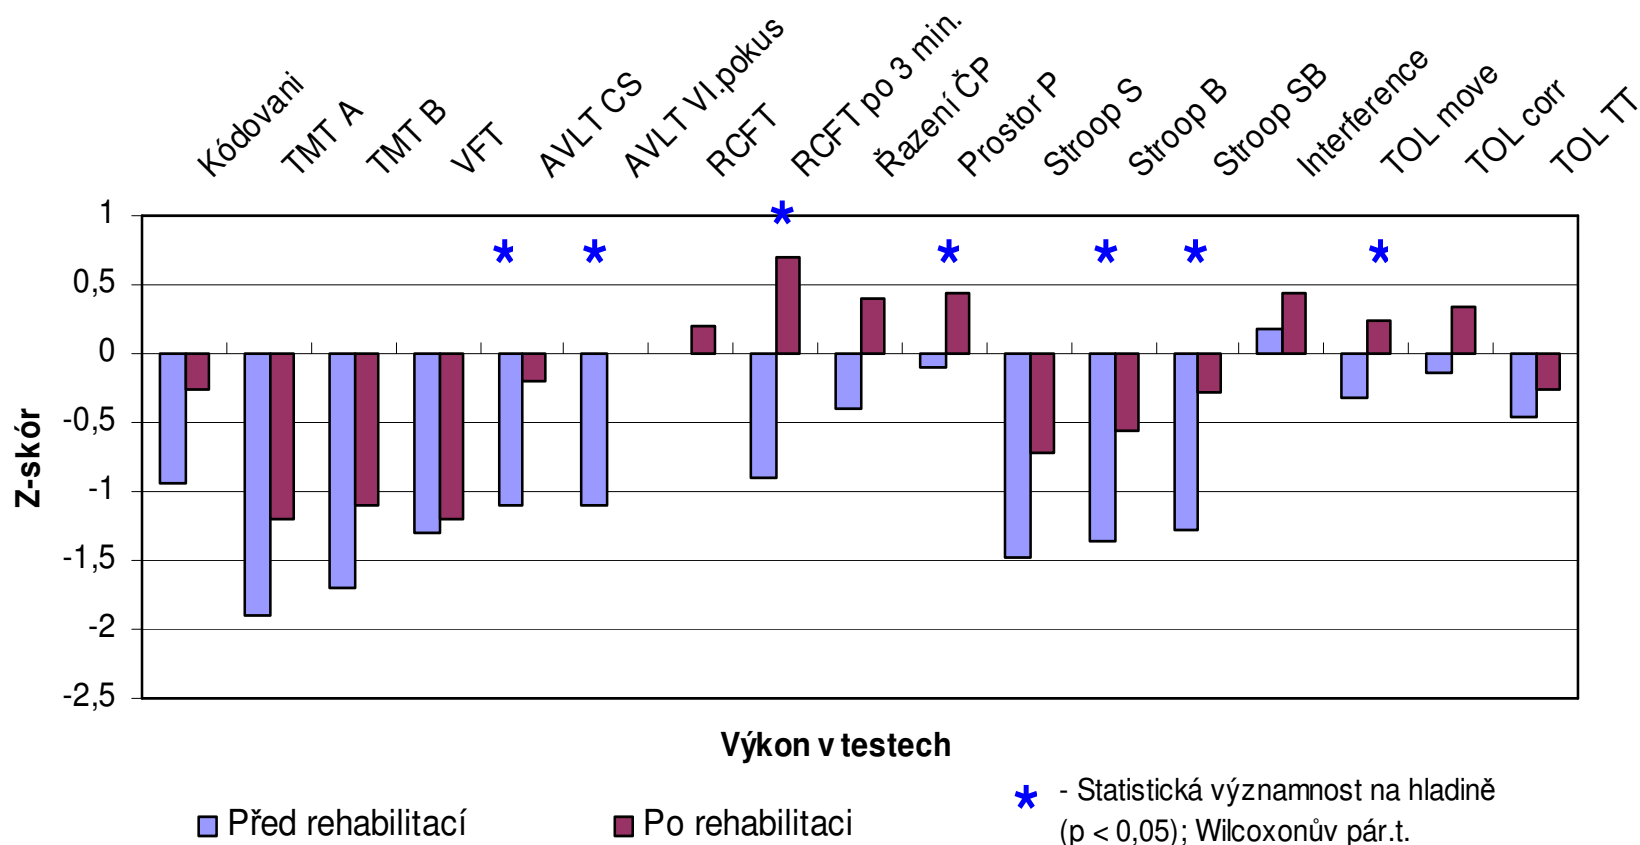 Kódovani
TMT A
TMT B
VFT
AVLT CS
AVLT VI.pokus
RCFT
RCFT po 3 min.
Řazení ČP
Prostor P
Stroop S
Stroop B
Stroop SB
Interference
TOL move
TOL corr
TOL TT
1
0,5
0
-0,5
-1
-1,5
-2
-2,5
Z-skór
Výkon v testech
Před rehabilitací
Po rehabilitaci
* - Statistická významnost na hladině
(p < 0,05); Wilcoxonův pár.t.